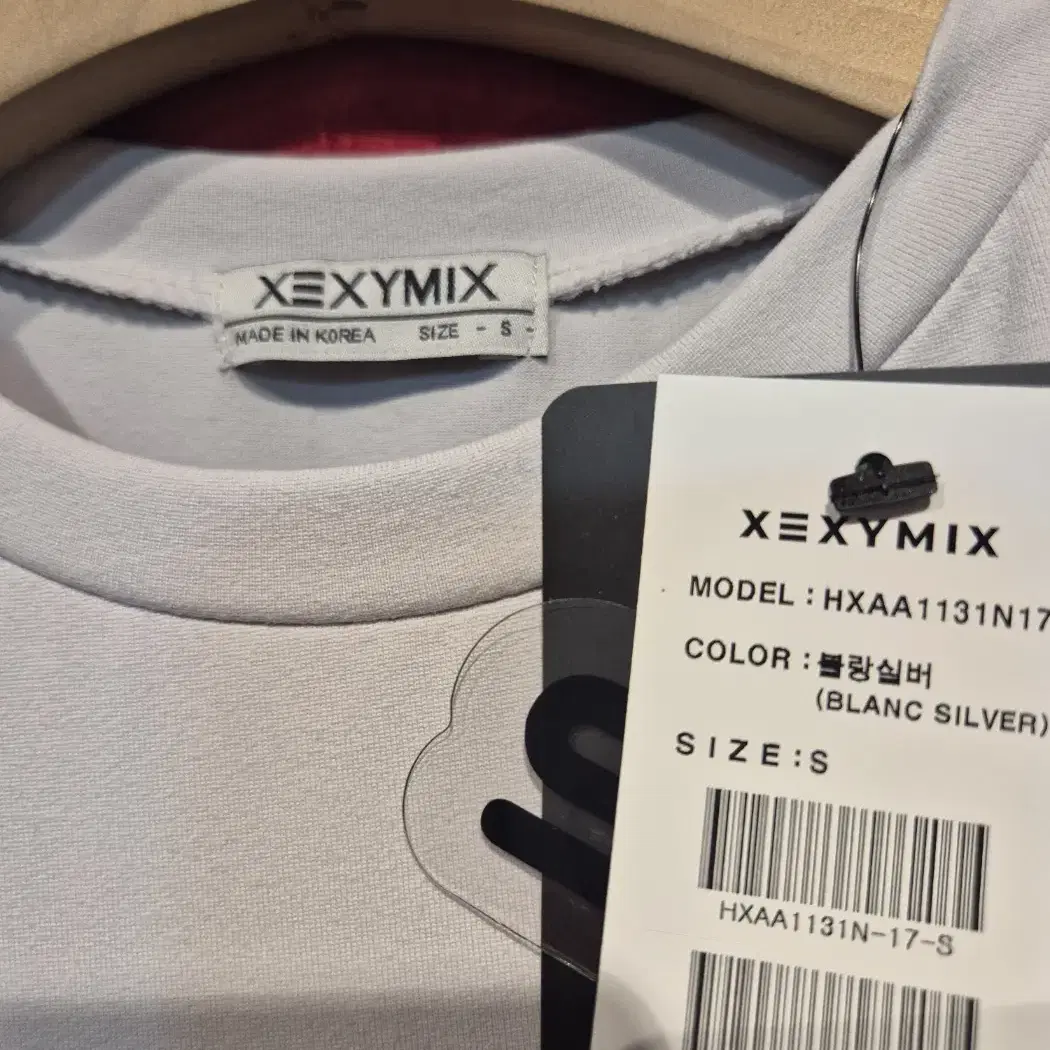 XEXYMIX
MADE IN KOREA SIZE - S -
XEXYMIX
MODEL : HXAA1131N17
COLOR :블랑실버
(BLANC SILVER)
SIZE : S
HXAA1131N-17-S